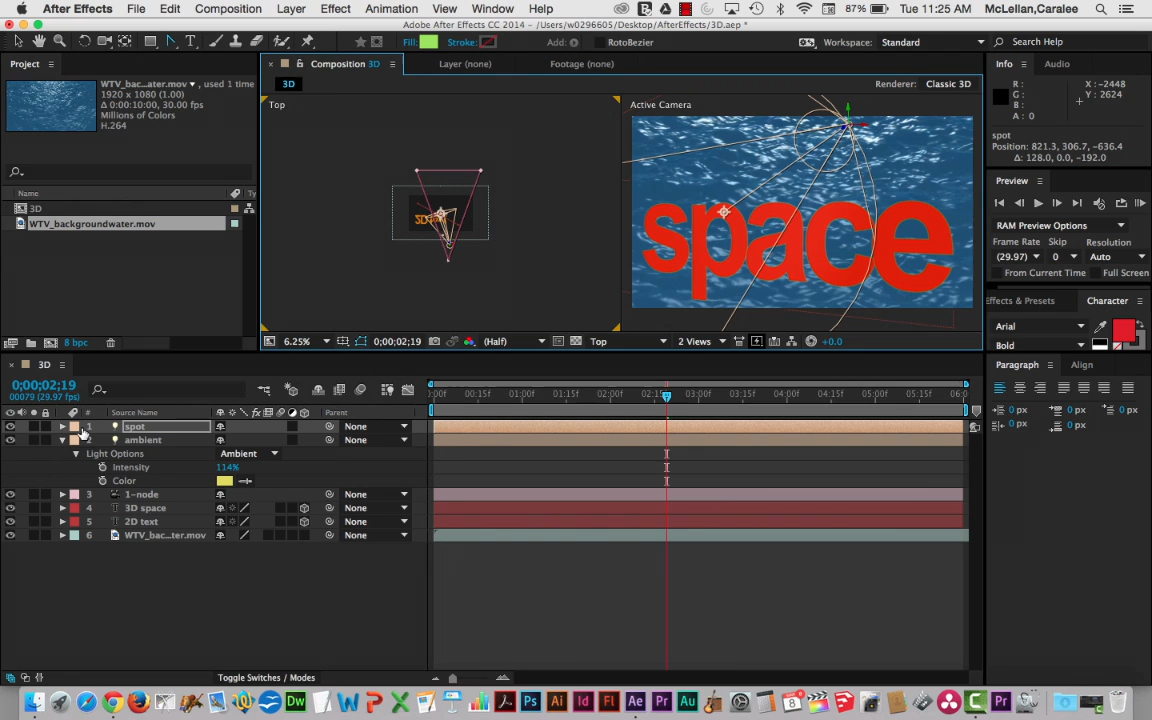 After Effects File Edit Composition Layer Effect Animation View Window Help 87% Tue 11:25 AM McLellan, Caralee
Adobe After Effects CC 2014 - /Users/w0296605/Desktop/AfterEffects/3D.aep *
Fill: Stroke: Add: RotoBezier Workspace: Standard Search Help
Project
WTV_bac...ater.mov , used 1 time
1920 x 1080 (1.00)
Δ 0:00:10:00, 30.00 fps
Millions of Colors
H.264
Name Ty
3D
WTV_backgroundwater.mov
8 bpc
Composition 3D Layer (none) Footage (none)
3D Renderer: Classic 3D
Top
Active Camera
space
6.25% 0;00;02;19 (Half) Top 2 Views +0.0
Info Audio
R: X: -2448
G: Y: 2624
B:
A: 0
spot
Position: 821.3, 306.7, -636.4
Δ: 128.0, 0.0, -192.0
Preview
RAM Preview Options
Frame Rate Skip Resolution
(29.97) 0 Auto
From Current Time Full Screen
Effects & Presets Character
Arial
Bold
Paragraph Align
0 px 0 px 0 px
0 px 0 px
3D
0;00;02;19
00079 (29.97 fps)
# Source Name Parent
1 spot None
2 ambient None
Light Options Ambient
Intensity 114%
Color
3 1-node None
4 3D space None
5 2D text None
6 WTV_bac...ter.mov None
:00f 00:15f 01:00f 01:15f 02:00f 02:15f 03:00f 03:15f 04:00f 04:15f 05:00f 05:15f 06:0
Toggle Switches / Modes